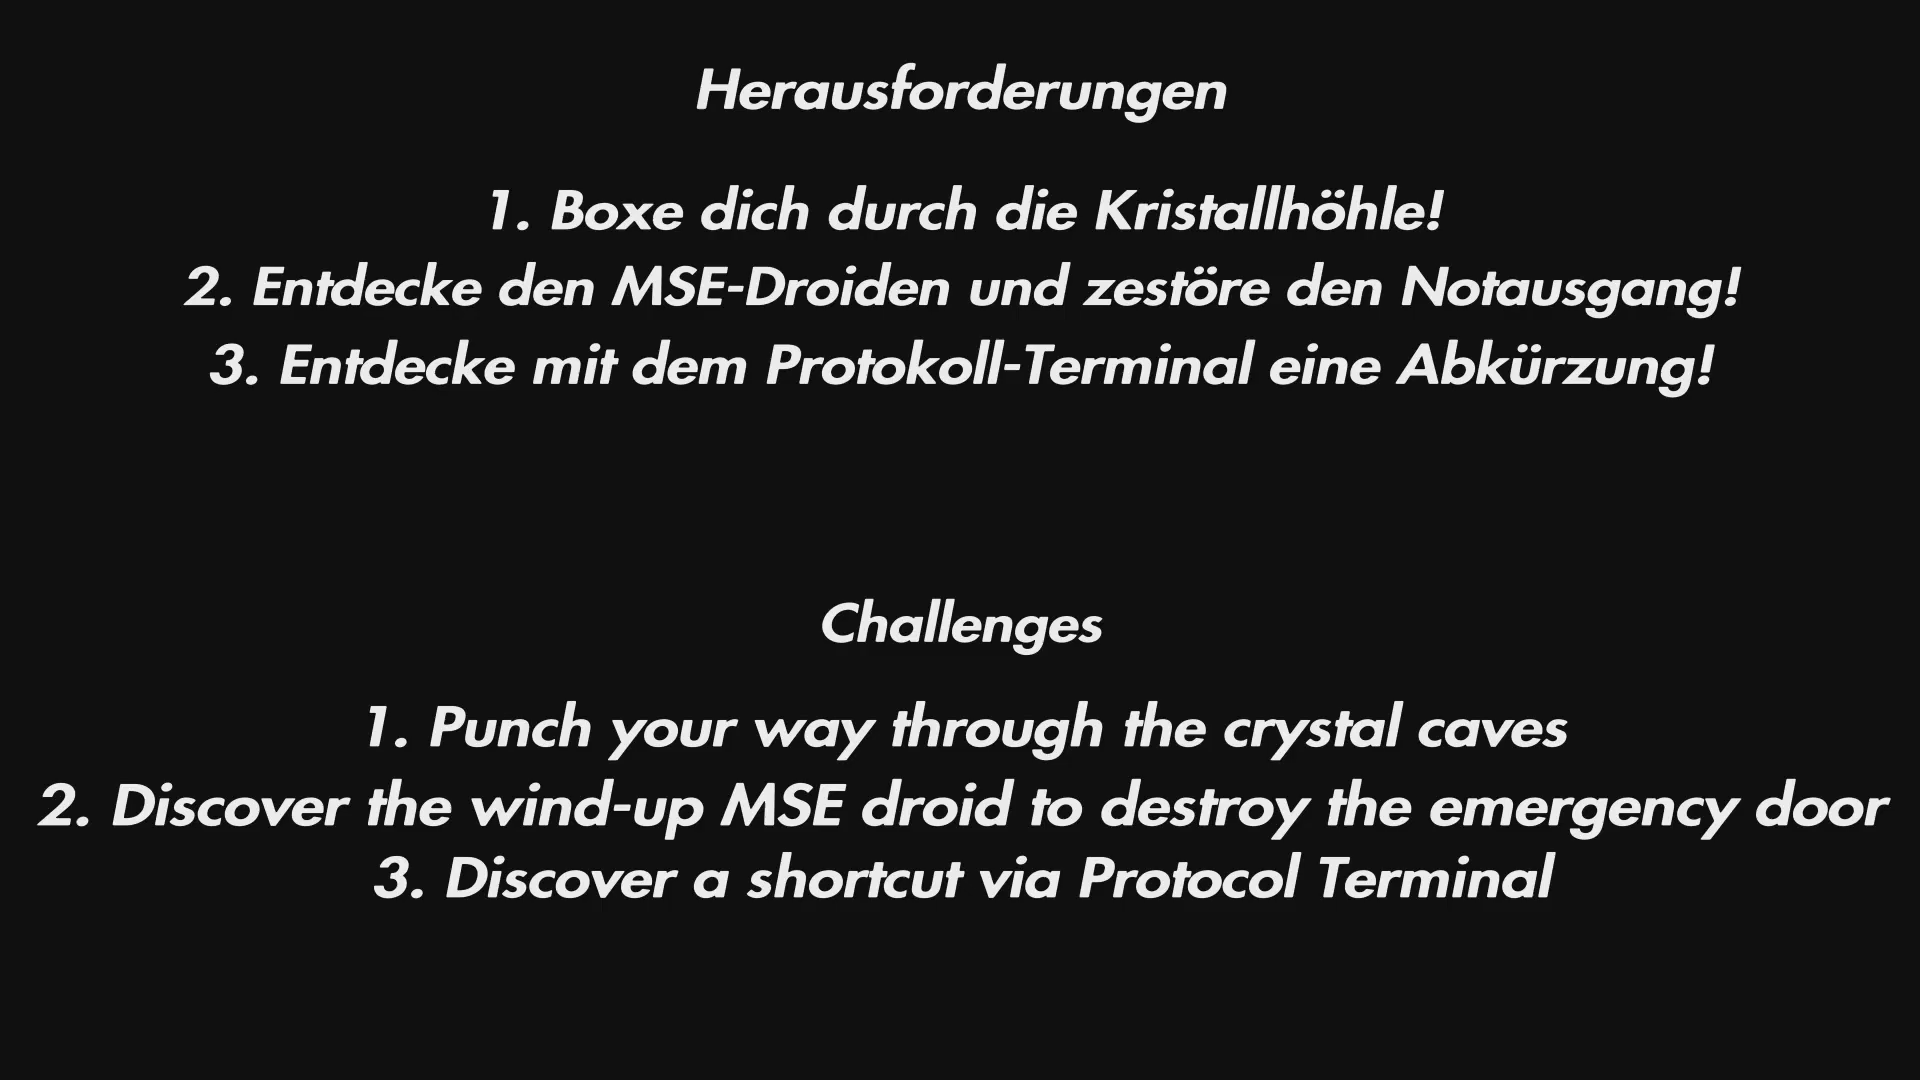 Herausforderungen
1. Boxe dich durch die Kristallhöhle!
2. Entdecke den MSE-Droiden und zestöre den Notausgang!
3. Entdecke mit dem Protokoll-Terminal eine Abkürzung!
Challenges
1. Punch your way through the crystal caves
2. Discover the wind-up MSE droid to destroy the emergency door
3. Discover a shortcut via Protocol Terminal